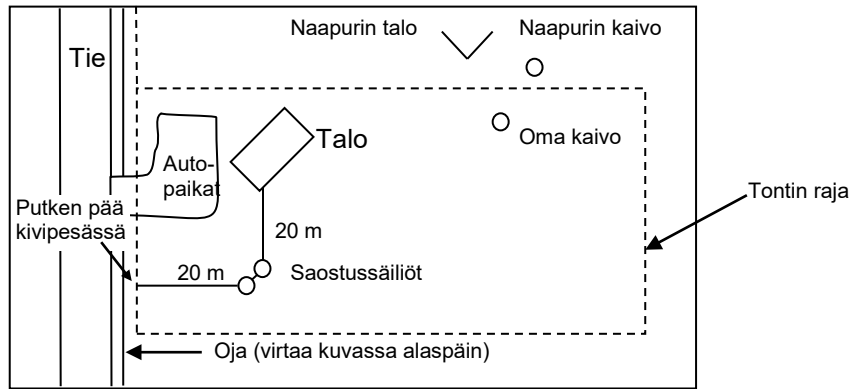 Naapurin talo
Naapurin kaivo
Tie
Talo
Oma kaivo
Auto-
paikat
Tontin raja
Putken pää
kivipesässä
20 m
20 m
Saostussäiliöt
Oja (virtaa kuvassa alaspäin)